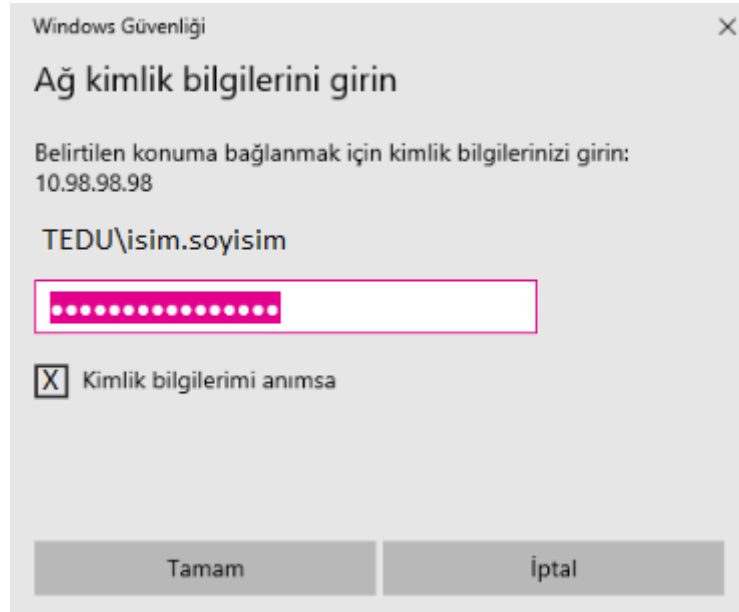 Windows Güvenliği
Ağ kimlik bilgilerini girin
Belirtilen konuma bağlanmak için kimlik bilgilerinizi girin:
10.98.98.98
TEDU\isim.soyisim
●●●●●●●●●●●●●●●●
X Kimlik bilgilerimi anımsa
Tamam
İptal